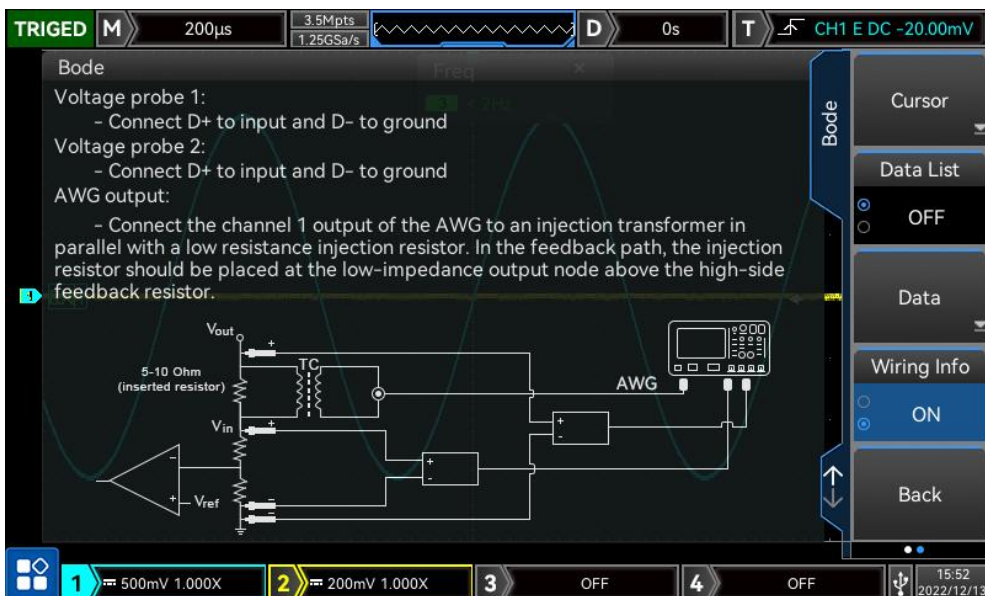 TRIGED M 200µs 3.5Mpts D 0s T CH1 E DC -20.00mV
1.25GSa/s
Bode
Freq ×
Voltage probe 1:
- Connect D+ to input and D- to ground
Voltage probe 2:
- Connect D+ to input and D- to ground
AWG output:
- Connect the channel 1 output of the AWG to an injection transformer in
parallel with a low resistance injection resistor. In the feedback path, the injection
resistor should be placed at the low-impedance output node above the high-side
feedback resistor.
Vout
+
TC
5-10 Ohm
(inserted resistor)
AWG
Vin
+
+
-
+
-
-
+
Vref
-
-
Bode
Cursor
Data List
OFF
Data
Wiring Info
ON
Back
1 500mV 1.000X 2 200mV 1.000X 3 OFF 4 OFF 15:52
2022/12/13